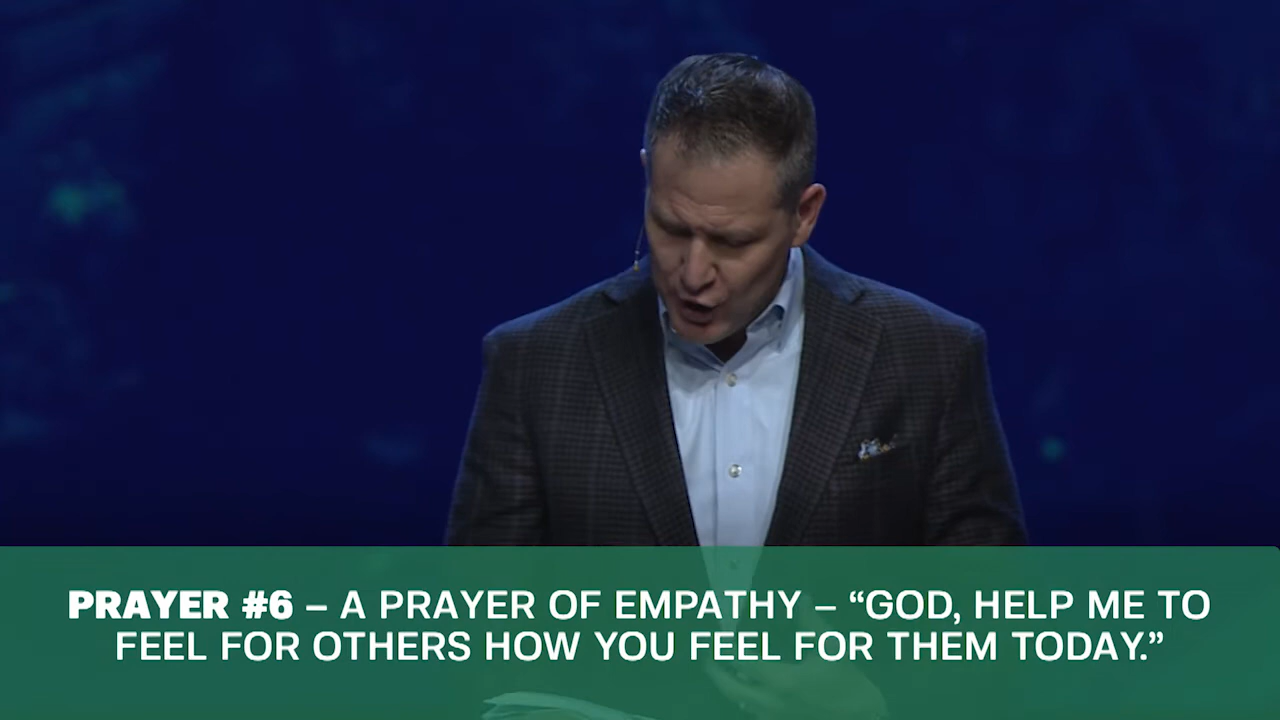 PRAYER #6 – A PRAYER OF EMPATHY – “GOD, HELP ME TO
FEEL FOR OTHERS HOW YOU FEEL FOR THEM TODAY.”